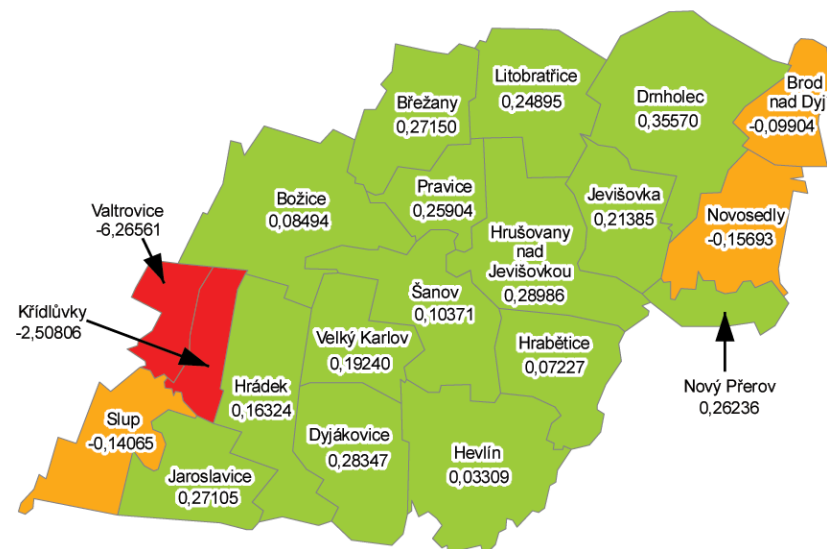 Litobratřice
0,24895
Břežany
0,27150
Drnholec
0,35570
Brod
nad Dyj
-0,09904
Božice
0,08494
Pravice
0,25904
Jevišovka
0,21385
Novosedly
-0,15693
Valtrovice
-6,26561
Hrušovany
nad
Jevišovkou
0,28986
Křídlůvky
-2,50806
Šanov
0,10371
Velký Karlov
0,19240
Hrabětice
0,07227
Nový Přerov
0,26236
Hrádek
0,16324
Slup
-0,14065
Dyjákovice
0,28347
Hevlín
0,03309
Jaroslavice
0,27105